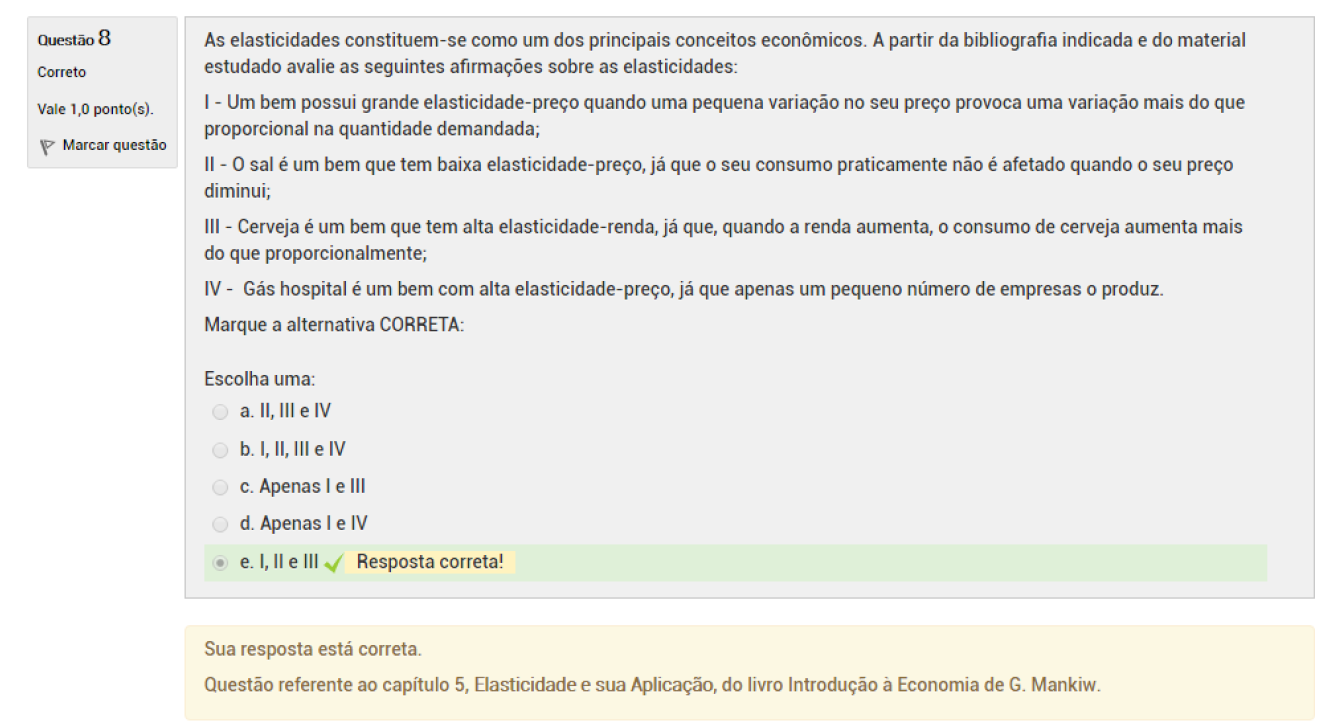 Questão 8
Correto
Vale 1,0 ponto(s).
Marcar questão
As elasticidades constituem-se como um dos principais conceitos econômicos. A partir da bibliografia indicada e do material
estudado avalie as seguintes afirmações sobre as elasticidades:
I - Um bem possui grande elasticidade-preço quando uma pequena variação no seu preço provoca uma variação mais do que
proporcional na quantidade demandada;
II - O sal é um bem que tem baixa elasticidade-preço, já que o seu consumo praticamente não é afetado quando o seu preço
diminui;
III - Cerveja é um bem que tem alta elasticidade-renda, já que, quando a renda aumenta, o consumo de cerveja aumenta mais
do que proporcionalmente;
IV - Gás hospital é um bem com alta elasticidade-preço, já que apenas um pequeno número de empresas o produz.
Marque a alternativa CORRETA:
Escolha uma:
a. II, III e IV
b. I, II, III e IV
c. Apenas I e III
d. Apenas I e IV
e. I, II e III Resposta correta!
Sua resposta está correta.
Questão referente ao capítulo 5, Elasticidade e sua Aplicação, do livro Introdução à Economia de G. Mankiw.